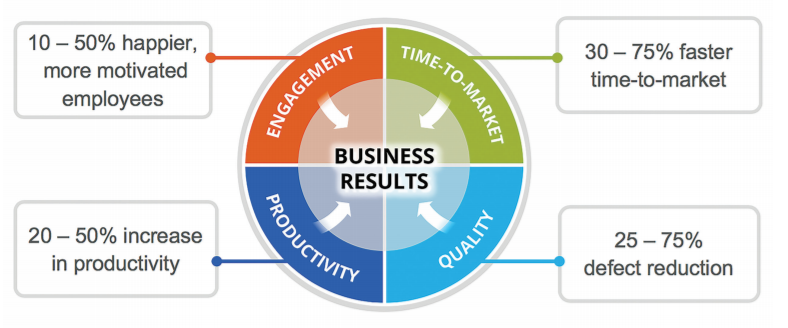 10 – 50% happier,
more motivated
employees
ENGAGEMENT
TIME-TO-MARKET
30 – 75% faster
time-to-market
BUSINESS
RESULTS
20 – 50% increase
in productivity
PRODUCTIVITY
QUALITY
25 – 75%
defect reduction